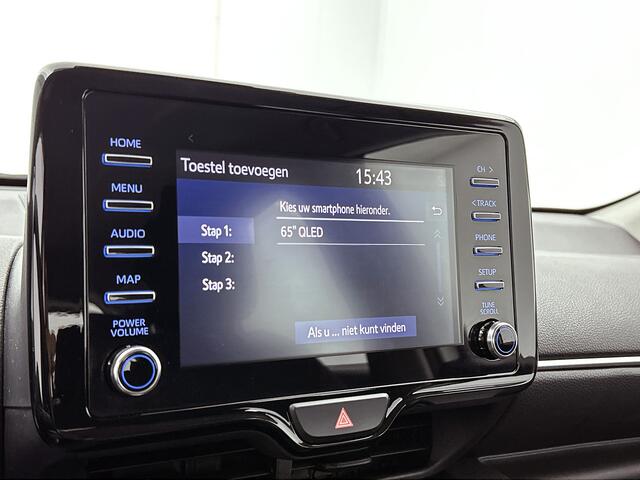 HOME
MENU
AUDIO
MAP
POWER
VOLUME
Toestel toevoegen 15:43
Kies uw smartphone hieronder.
Stap 1: 65" QLED
Stap 2:
Stap 3:
Als u ... niet kunt vinden
CH >
< TRACK
PHONE
SETUP
TUNE
SCROLL